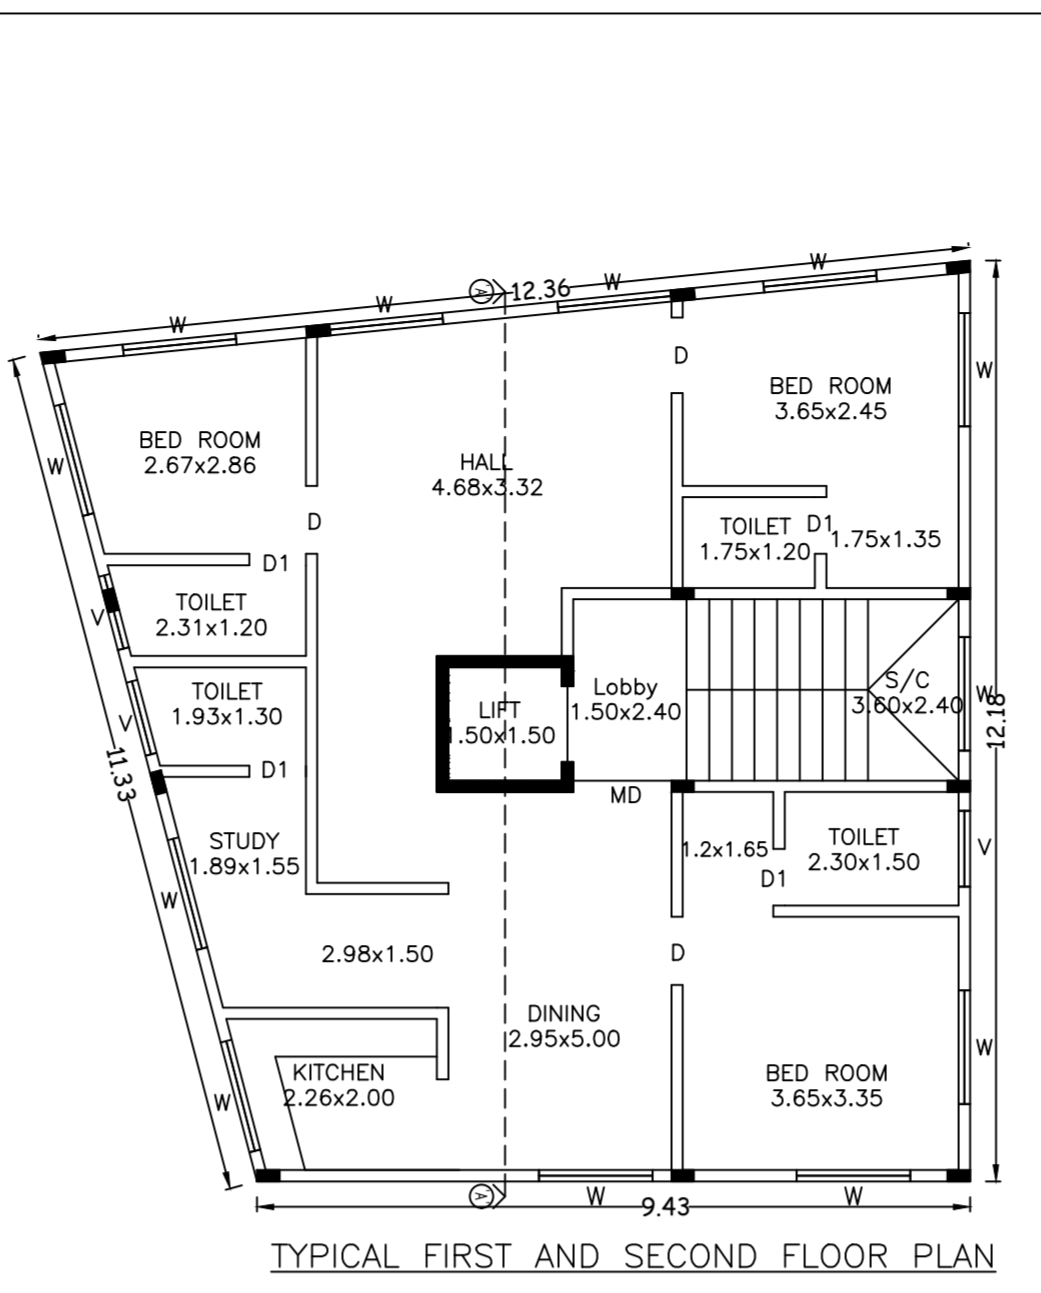 W
W
12.36
W
W
A
W
W
BED ROOM
2.67x2.86
HALL
4.68x3.32
D
BED ROOM
3.65x2.45
D
D1
TOILET
1.75x1.20
D1
1.75x1.35
TOILET
2.31x1.20
V
TOILET
1.93x1.30
V
D1
LIFT
1.50x1.50
Lobby
1.50x2.40
S/C
3.60x2.40
W
12.18
11.33
MD
STUDY
1.89x1.55
1.2x1.65
TOILET
2.30x1.50
V
D1
W
2.98x1.50
D
DINING
2.95x5.00
KITCHEN
2.26x2.00
W
BED ROOM
3.65x3.35
W
A'
W
W
9.43
TYPICAL FIRST AND SECOND FLOOR PLAN